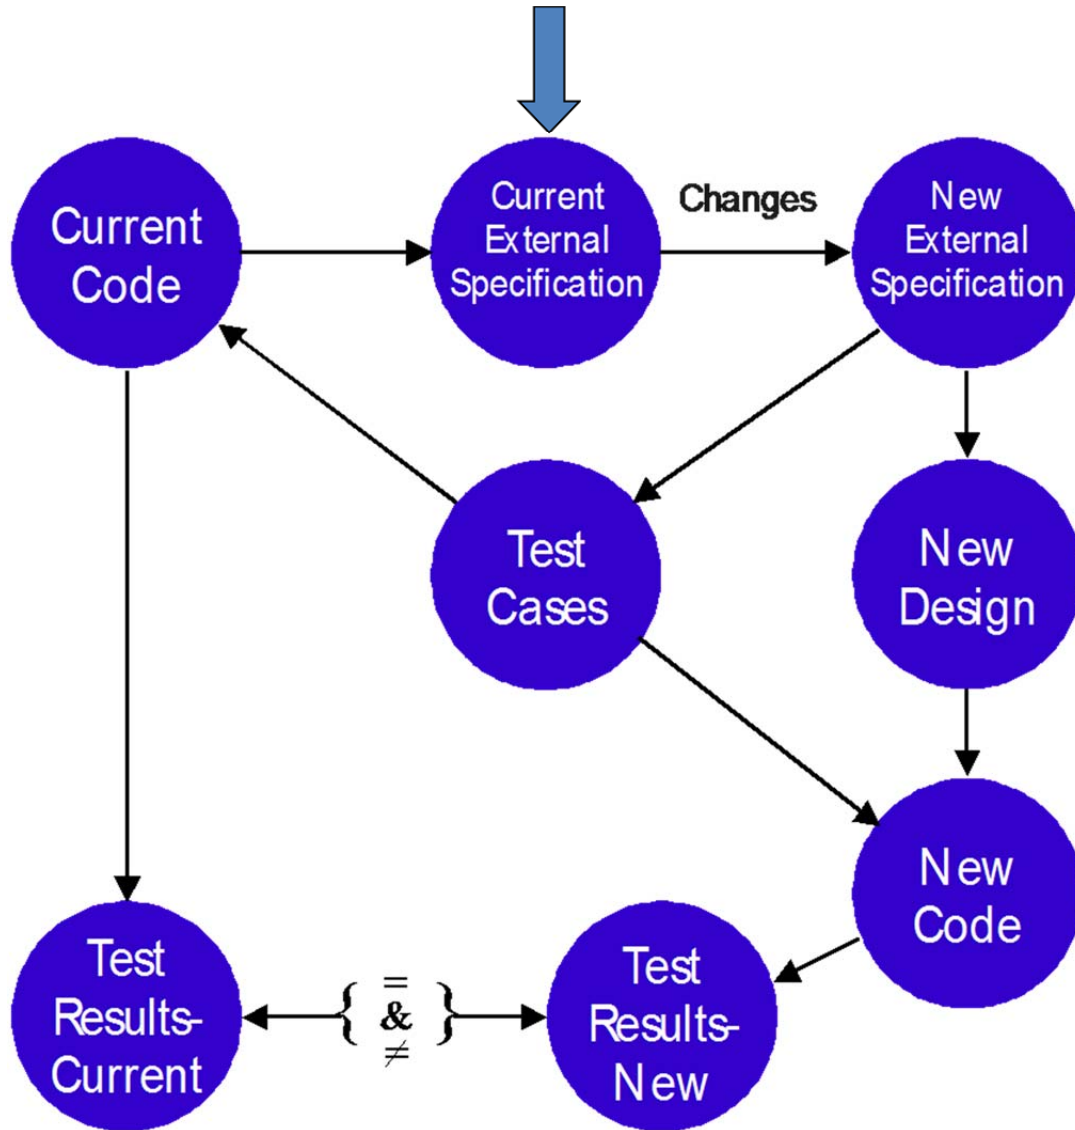 Current
Code
Current
External
Specification
Changes
New
External
Specification
Test
Cases
New
Design
New
Code
Test
Results-
Current
{ = & ≠ }
Test
Results-
New